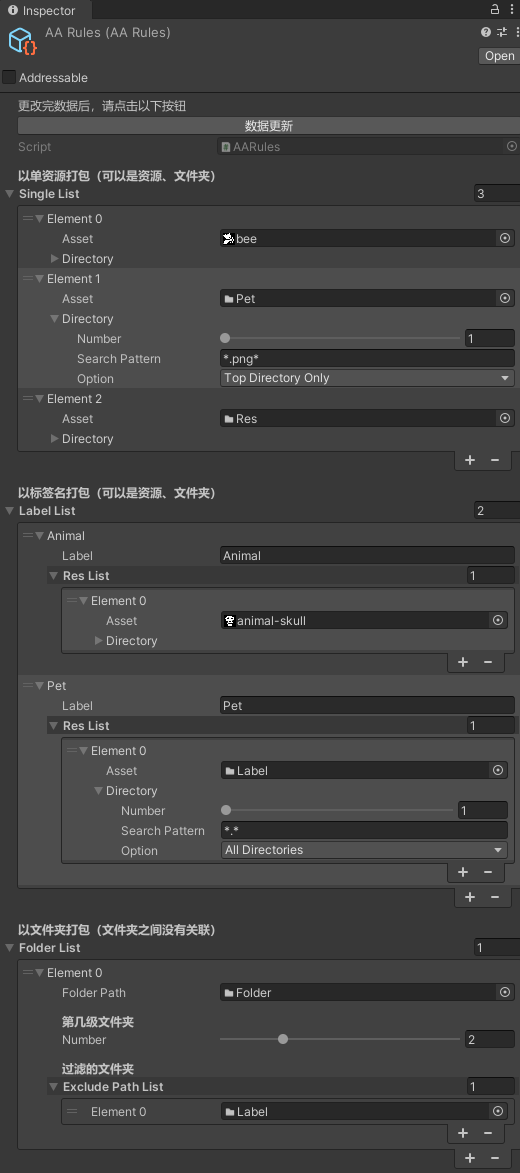 Inspector
AA Rules (AA Rules)
Open
Addressable
更改完数据后，请点击以下按钮
数据更新
Script AARules
以单资源打包（可以是资源、文件夹）
Single List 3
Element 0
Asset bee
Directory
Element 1
Asset Pet
Directory
Number 1
Search Pattern *.png*
Option Top Directory Only
Element 2
Asset Res
Directory
+ −
以标签名打包（可以是资源、文件夹）
Label List 2
Animal
Label Animal
Res List 1
Element 0
Asset animal-skull
Directory
+ −
Pet
Label Pet
Res List 1
Element 0
Asset Label
Directory
Number 1
Search Pattern *.*
Option All Directories
+ −
+ −
以文件夹打包（文件夹之间没有关联）
Folder List 1
Element 0
Folder Path Folder
第几级文件夹
Number 2
过滤的文件夹
Exclude Path List 1
Element 0 Label
+ −
+ −